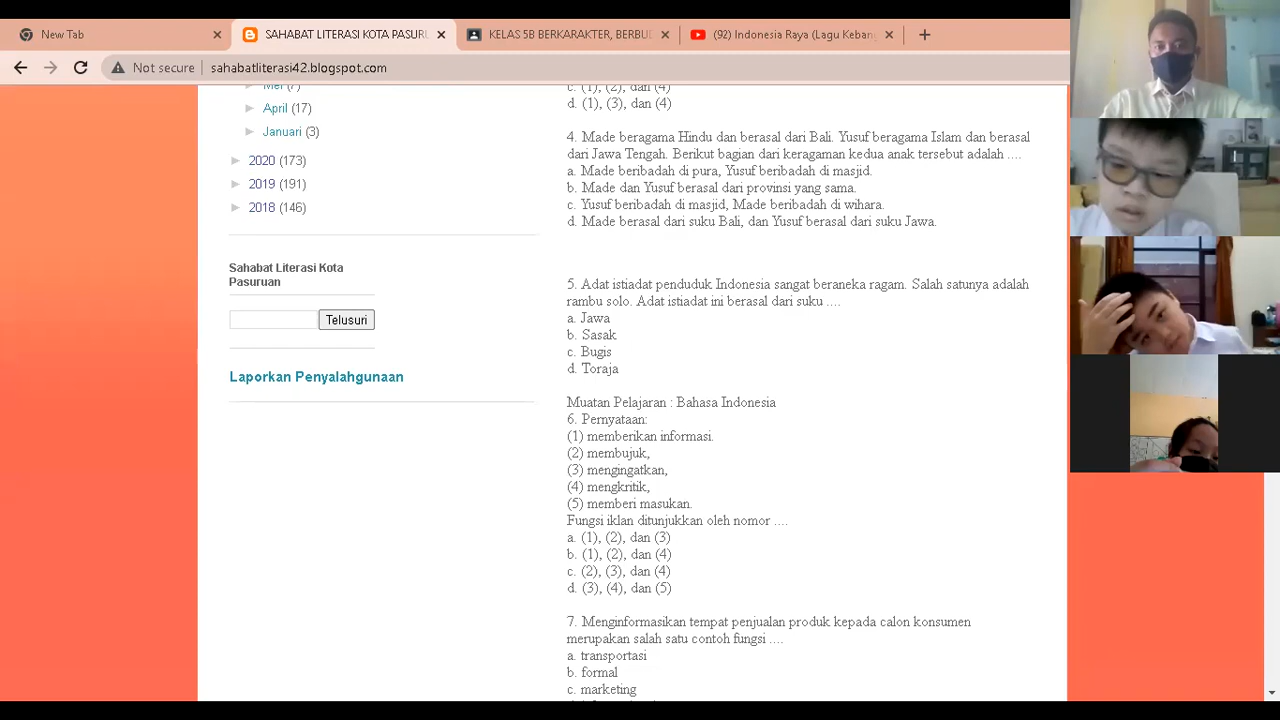 New Tab
SAHABAT LITERASI KOTA PASURU
KELAS 5B BERKARAKTER, BERBUD
(92) Indonesia Raya (Lagu Kebang
Not secure
sahabatliterasi42.blogspot.com
Mei (7)
April (17)
Januari (3)
2020 (173)
2019 (191)
2018 (146)
Sahabat Literasi Kota
Pasuruan
Telusuri
Laporkan Penyalahgunaan
c. (1), (2), dan (4)
d. (1), (3), dan (4)
4. Made beragama Hindu dan berasal dari Bali. Yusuf beragama Islam dan berasal
dari Jawa Tengah. Berikut bagian dari keragaman kedua anak tersebut adalah ....
a. Made beribadah di pura, Yusuf beribadah di masjid.
b. Made dan Yusuf berasal dari provinsi yang sama.
c. Yusuf beribadah di masjid, Made beribadah di wihara.
d. Made berasal dari suku Bali, dan Yusuf berasal dari suku Jawa.
5. Adat istiadat penduduk Indonesia sangat beraneka ragam. Salah satunya adalah
rambu solo. Adat istiadat ini berasal dari suku ....
a. Jawa
b. Sasak
c. Bugis
d. Toraja
Muatan Pelajaran : Bahasa Indonesia
6. Pernyataan:
(1) memberikan informasi.
(2) membujuk,
(3) mengingatkan,
(4) mengkritik,
(5) memberi masukan.
Fungsi iklan ditunjukkan oleh nomor ....
a. (1), (2), dan (3)
b. (1), (2), dan (4)
c. (2), (3), dan (4)
d. (3), (4), dan (5)
7. Menginformasikan tempat penjualan produk kepada calon konsumen
merupakan salah satu contoh fungsi ....
a. transportasi
b. formal
c. marketing